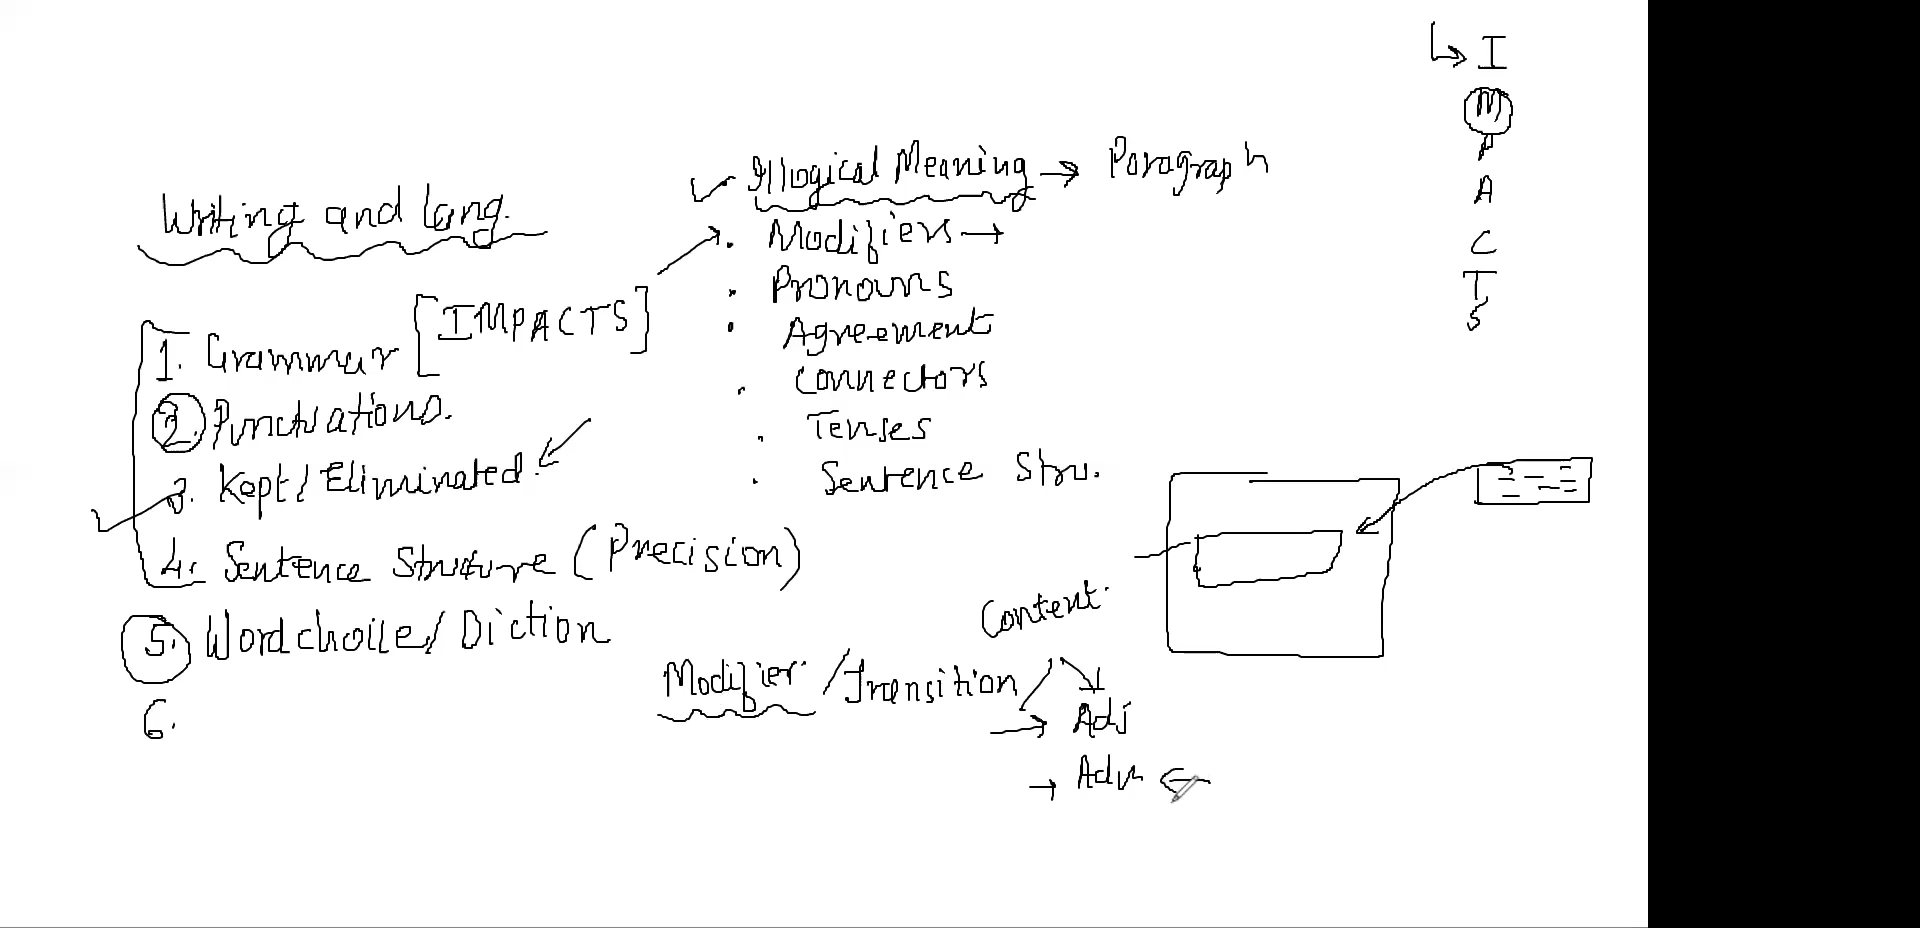 Writing and lang.
1. Grammar [IMPACTS]
2. Punctuations.
3. Kept/Eliminated.
4. Sentence Structure (Precision)
5. Wordchoice/Diction
6.
Illogical Meaning → Paragraph
. Modifiers →
. Pronouns
. Agreement
. Connectors
. Tenses
. Sentence Stru.
I
M
P
A
C
T
S
Content.
Modifier/Transition/
→ Adj
→ Adv